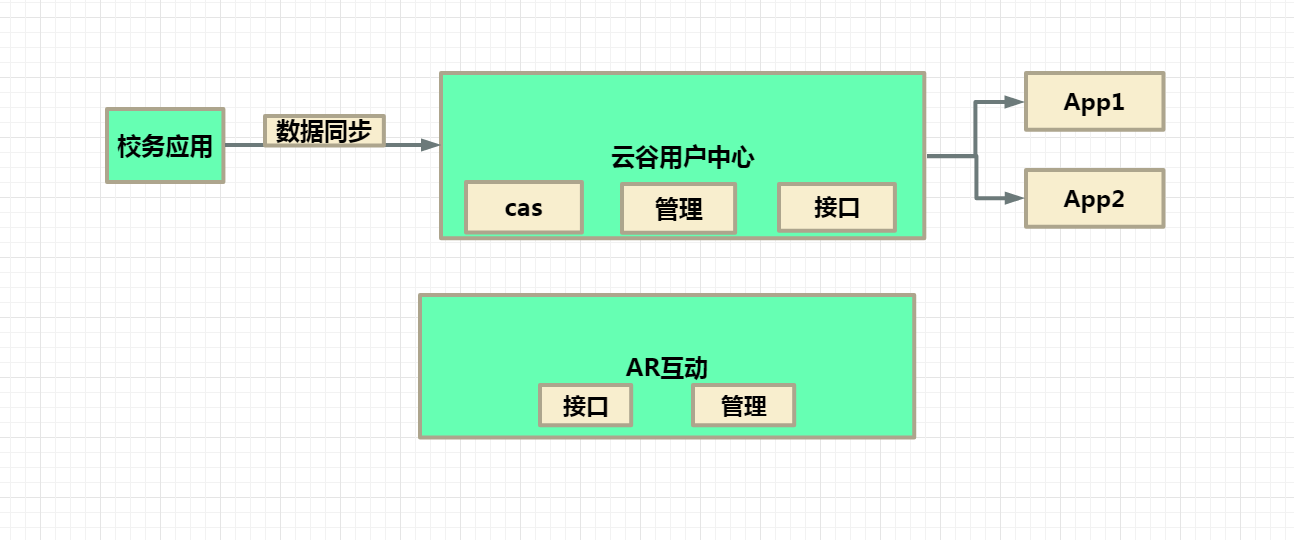 校务应用
数据同步
云谷用户中心
cas
管理
接口
App1
App2
AR互动
接口
管理